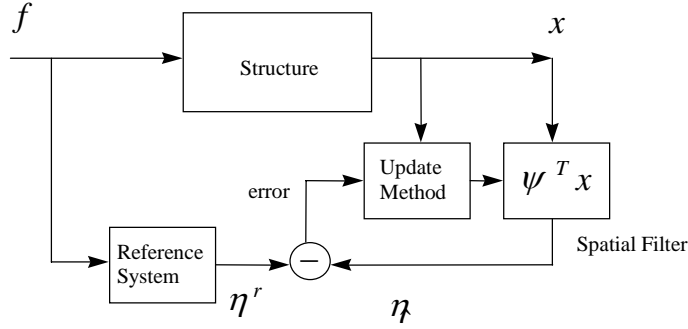 f
x
Structure
Update
Method
ψ ᵀ x
error
Spatial Filter
Reference
System
−
η ʳ
η